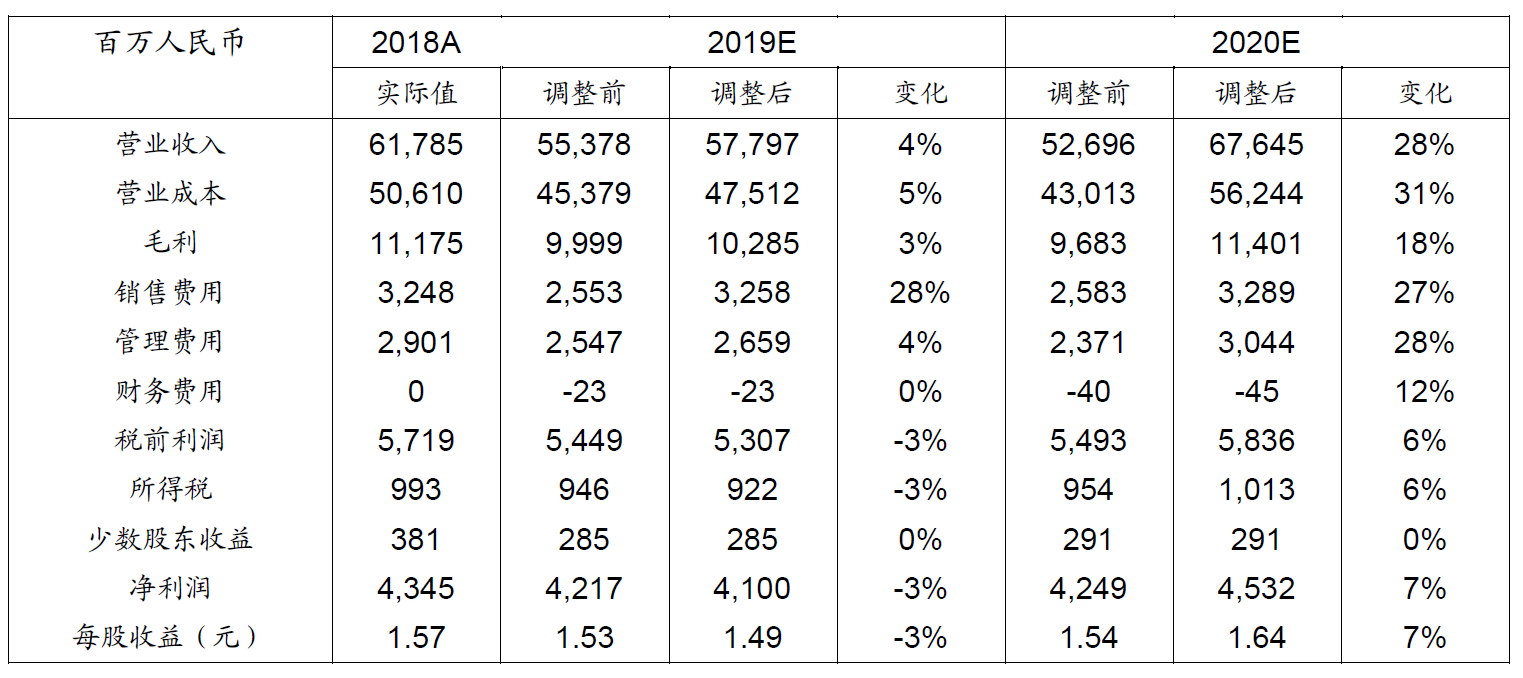 百万人民币 2018A 2019E 2020E
实际值 调整前 调整后 变化 调整前 调整后 变化
营业收入 61,785 55,378 57,797 4% 52,696 67,645 28%
营业成本 50,610 45,379 47,512 5% 43,013 56,244 31%
毛利 11,175 9,999 10,285 3% 9,683 11,401 18%
销售费用 3,248 2,553 3,258 28% 2,583 3,289 27%
管理费用 2,901 2,547 2,659 4% 2,371 3,044 28%
财务费用 0 -23 -23 0% -40 -45 12%
税前利润 5,719 5,449 5,307 -3% 5,493 5,836 6%
所得税 993 946 922 -3% 954 1,013 6%
少数股东收益 381 285 285 0% 291 291 0%
净利润 4,345 4,217 4,100 -3% 4,249 4,532 7%
每股收益（元） 1.57 1.53 1.49 -3% 1.54 1.64 7%